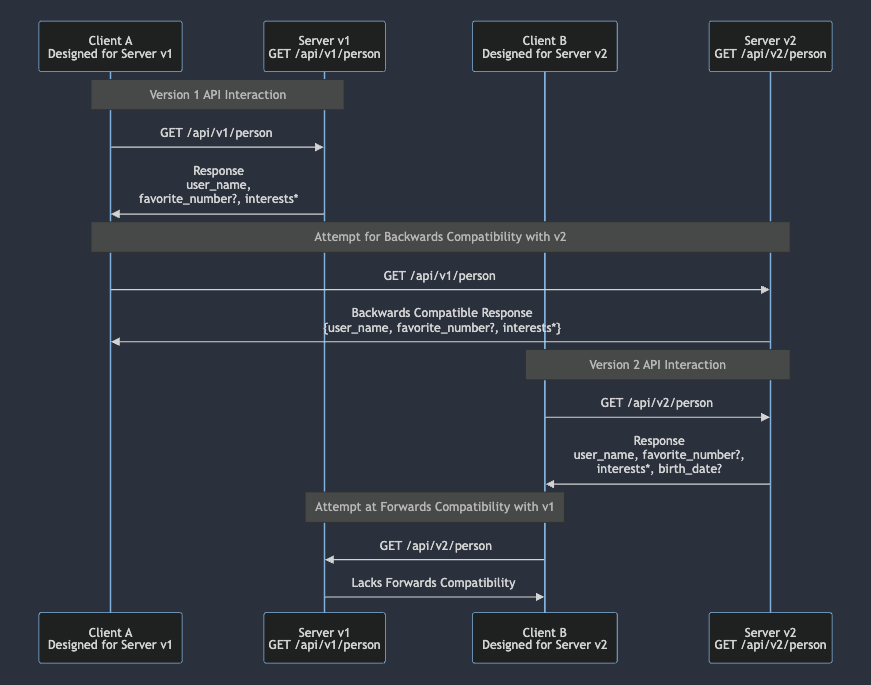 Client A
Designed for Server v1
Server v1
GET /api/v1/person
Client B
Designed for Server v2
Server v2
GET /api/v2/person
Version 1 API Interaction
GET /api/v1/person
Response
user_name,
favorite_number?, interests*
Attempt for Backwards Compatibility with v2
GET /api/v1/person
Backwards Compatible Response
{user_name, favorite_number?, interests*}
Version 2 API Interaction
GET /api/v2/person
Response
user_name, favorite_number?,
interests*, birth_date?
Attempt at Forwards Compatibility with v1
GET /api/v2/person
Lacks Forwards Compatibility
Client A
Designed for Server v1
Server v1
GET /api/v1/person
Client B
Designed for Server v2
Server v2
GET /api/v2/person